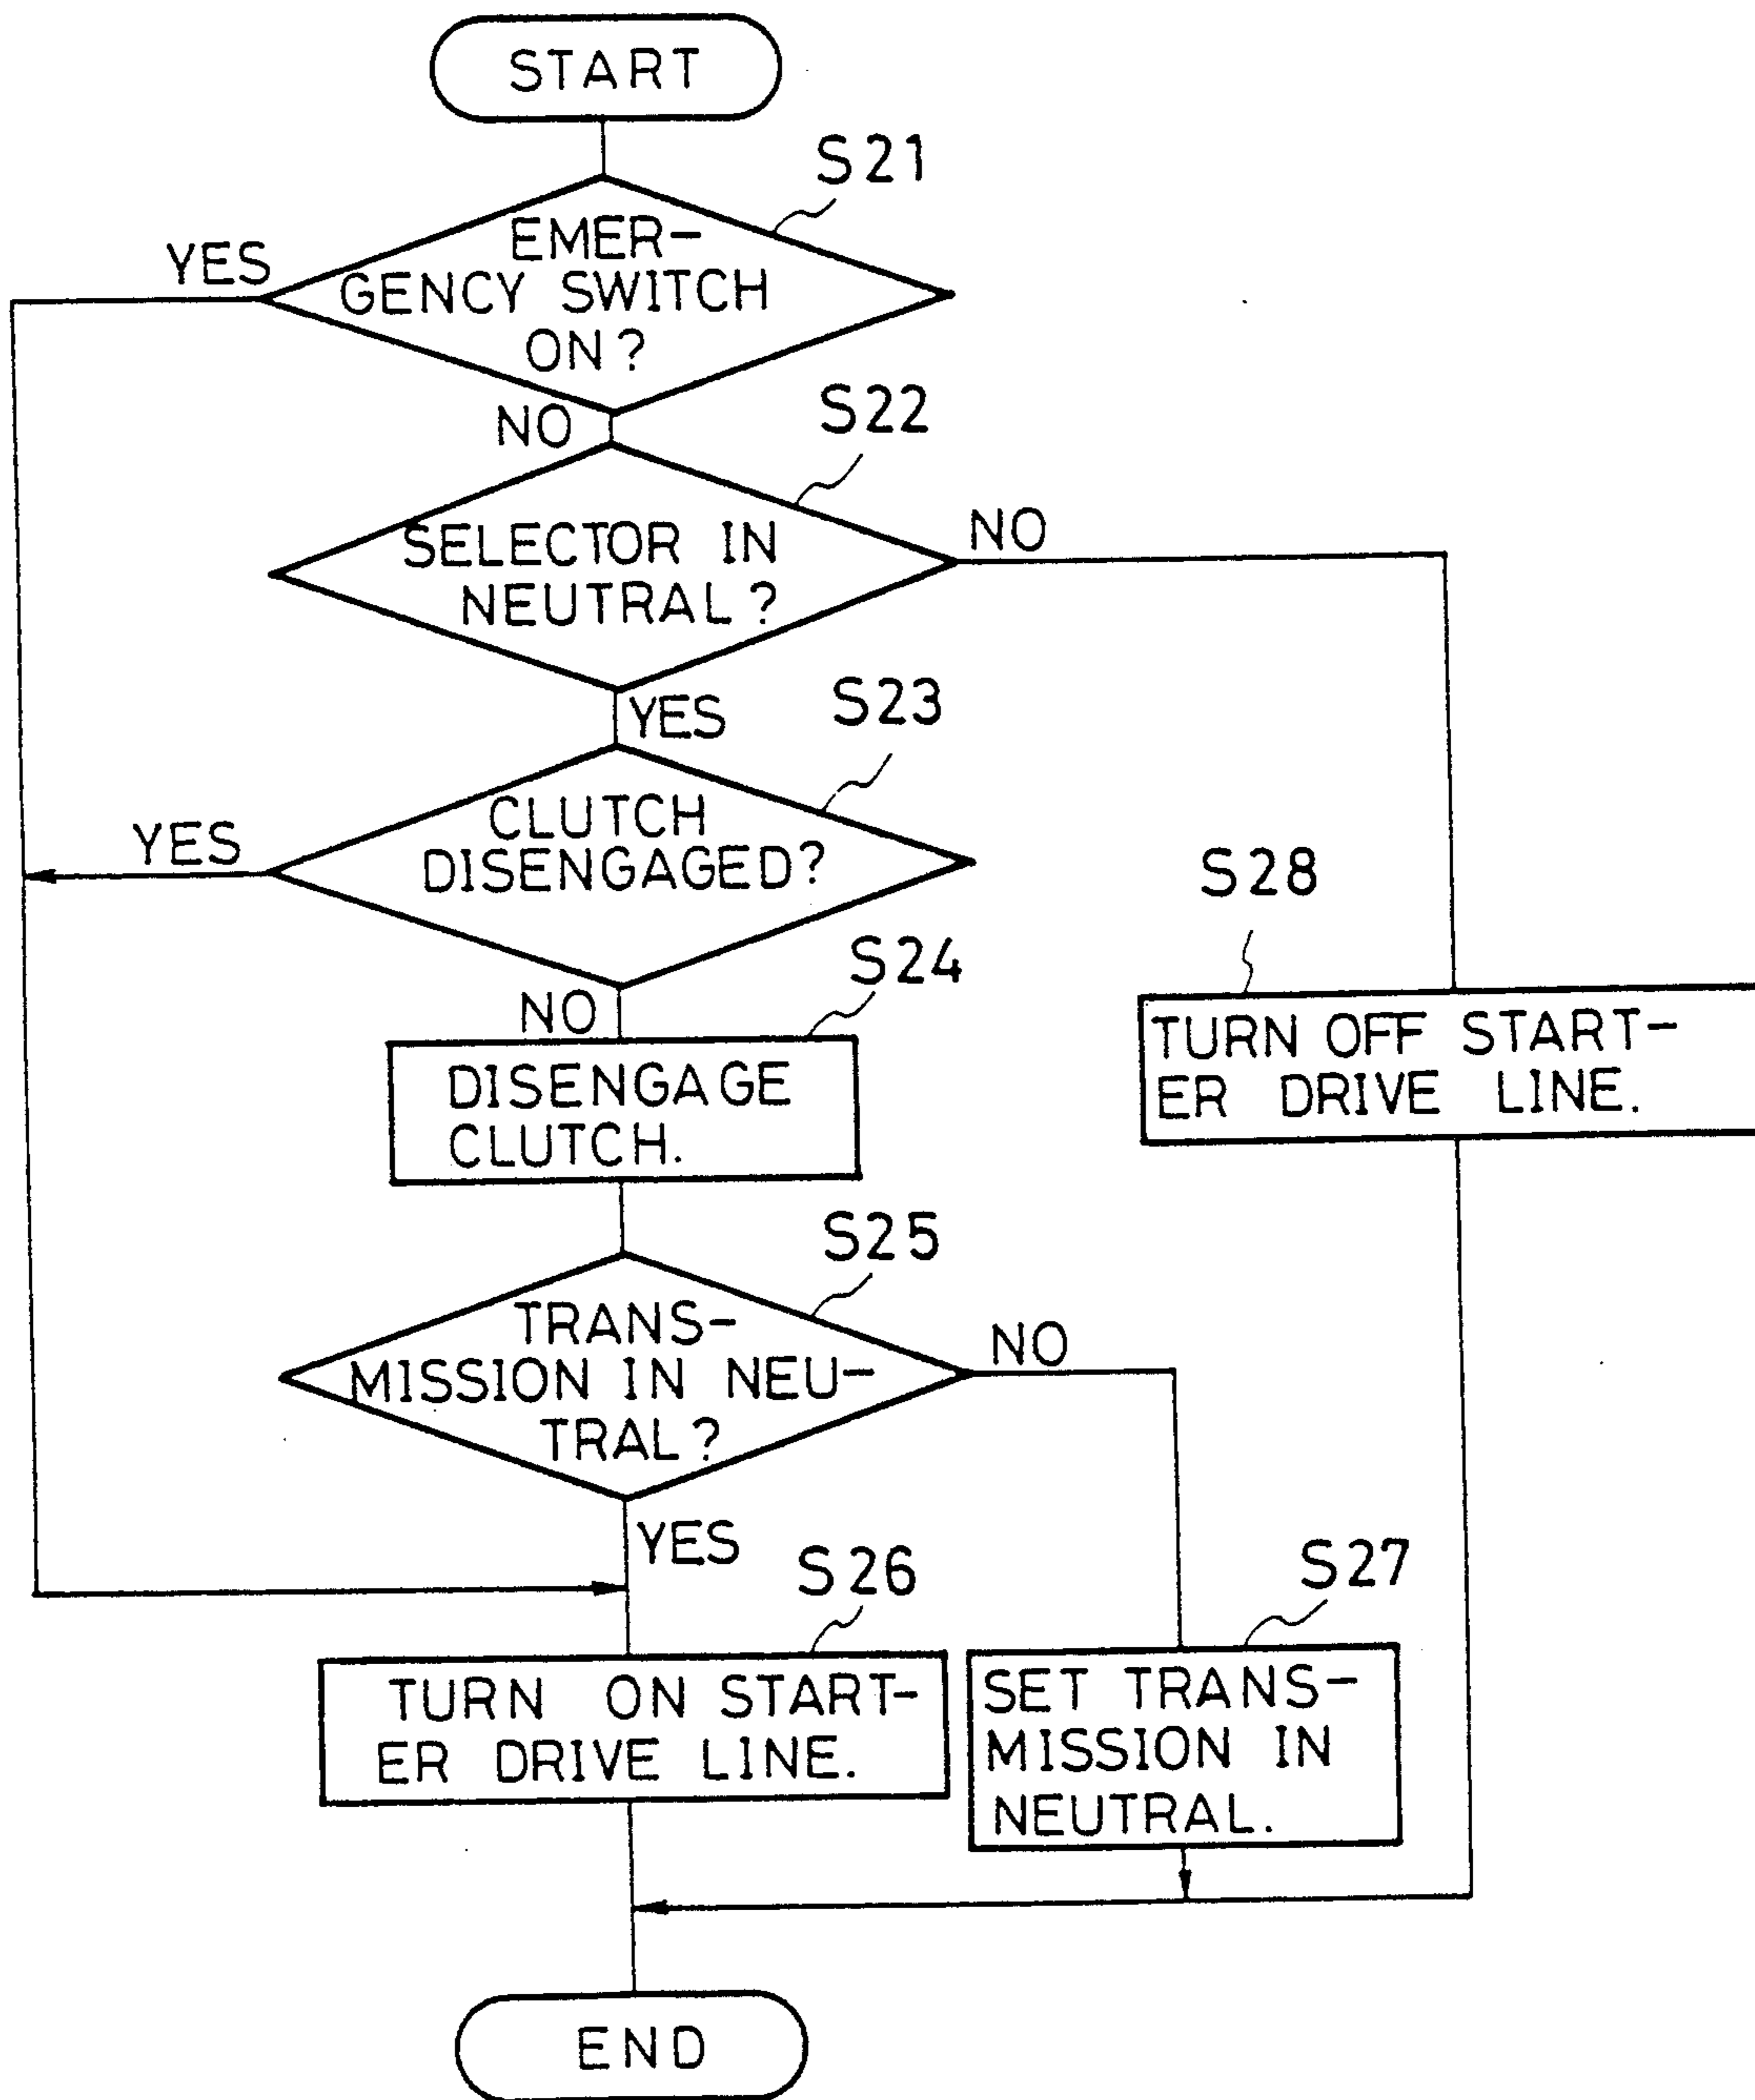 START
S21
EMER-
GENCY SWITCH
ON?
YES
NO
S22
SELECTOR IN
NEUTRAL?
NO
YES
S23
CLUTCH
DISENGAGED?
YES
NO
S24
DISENGAGE
CLUTCH.
S28
TURN OFF START-
ER DRIVE LINE.
S25
TRANS-
MISSION IN NEU-
TRAL?
NO
YES
S26
TURN ON START-
ER DRIVE LINE.
S27
SET TRANS-
MISSION IN
NEUTRAL.
END